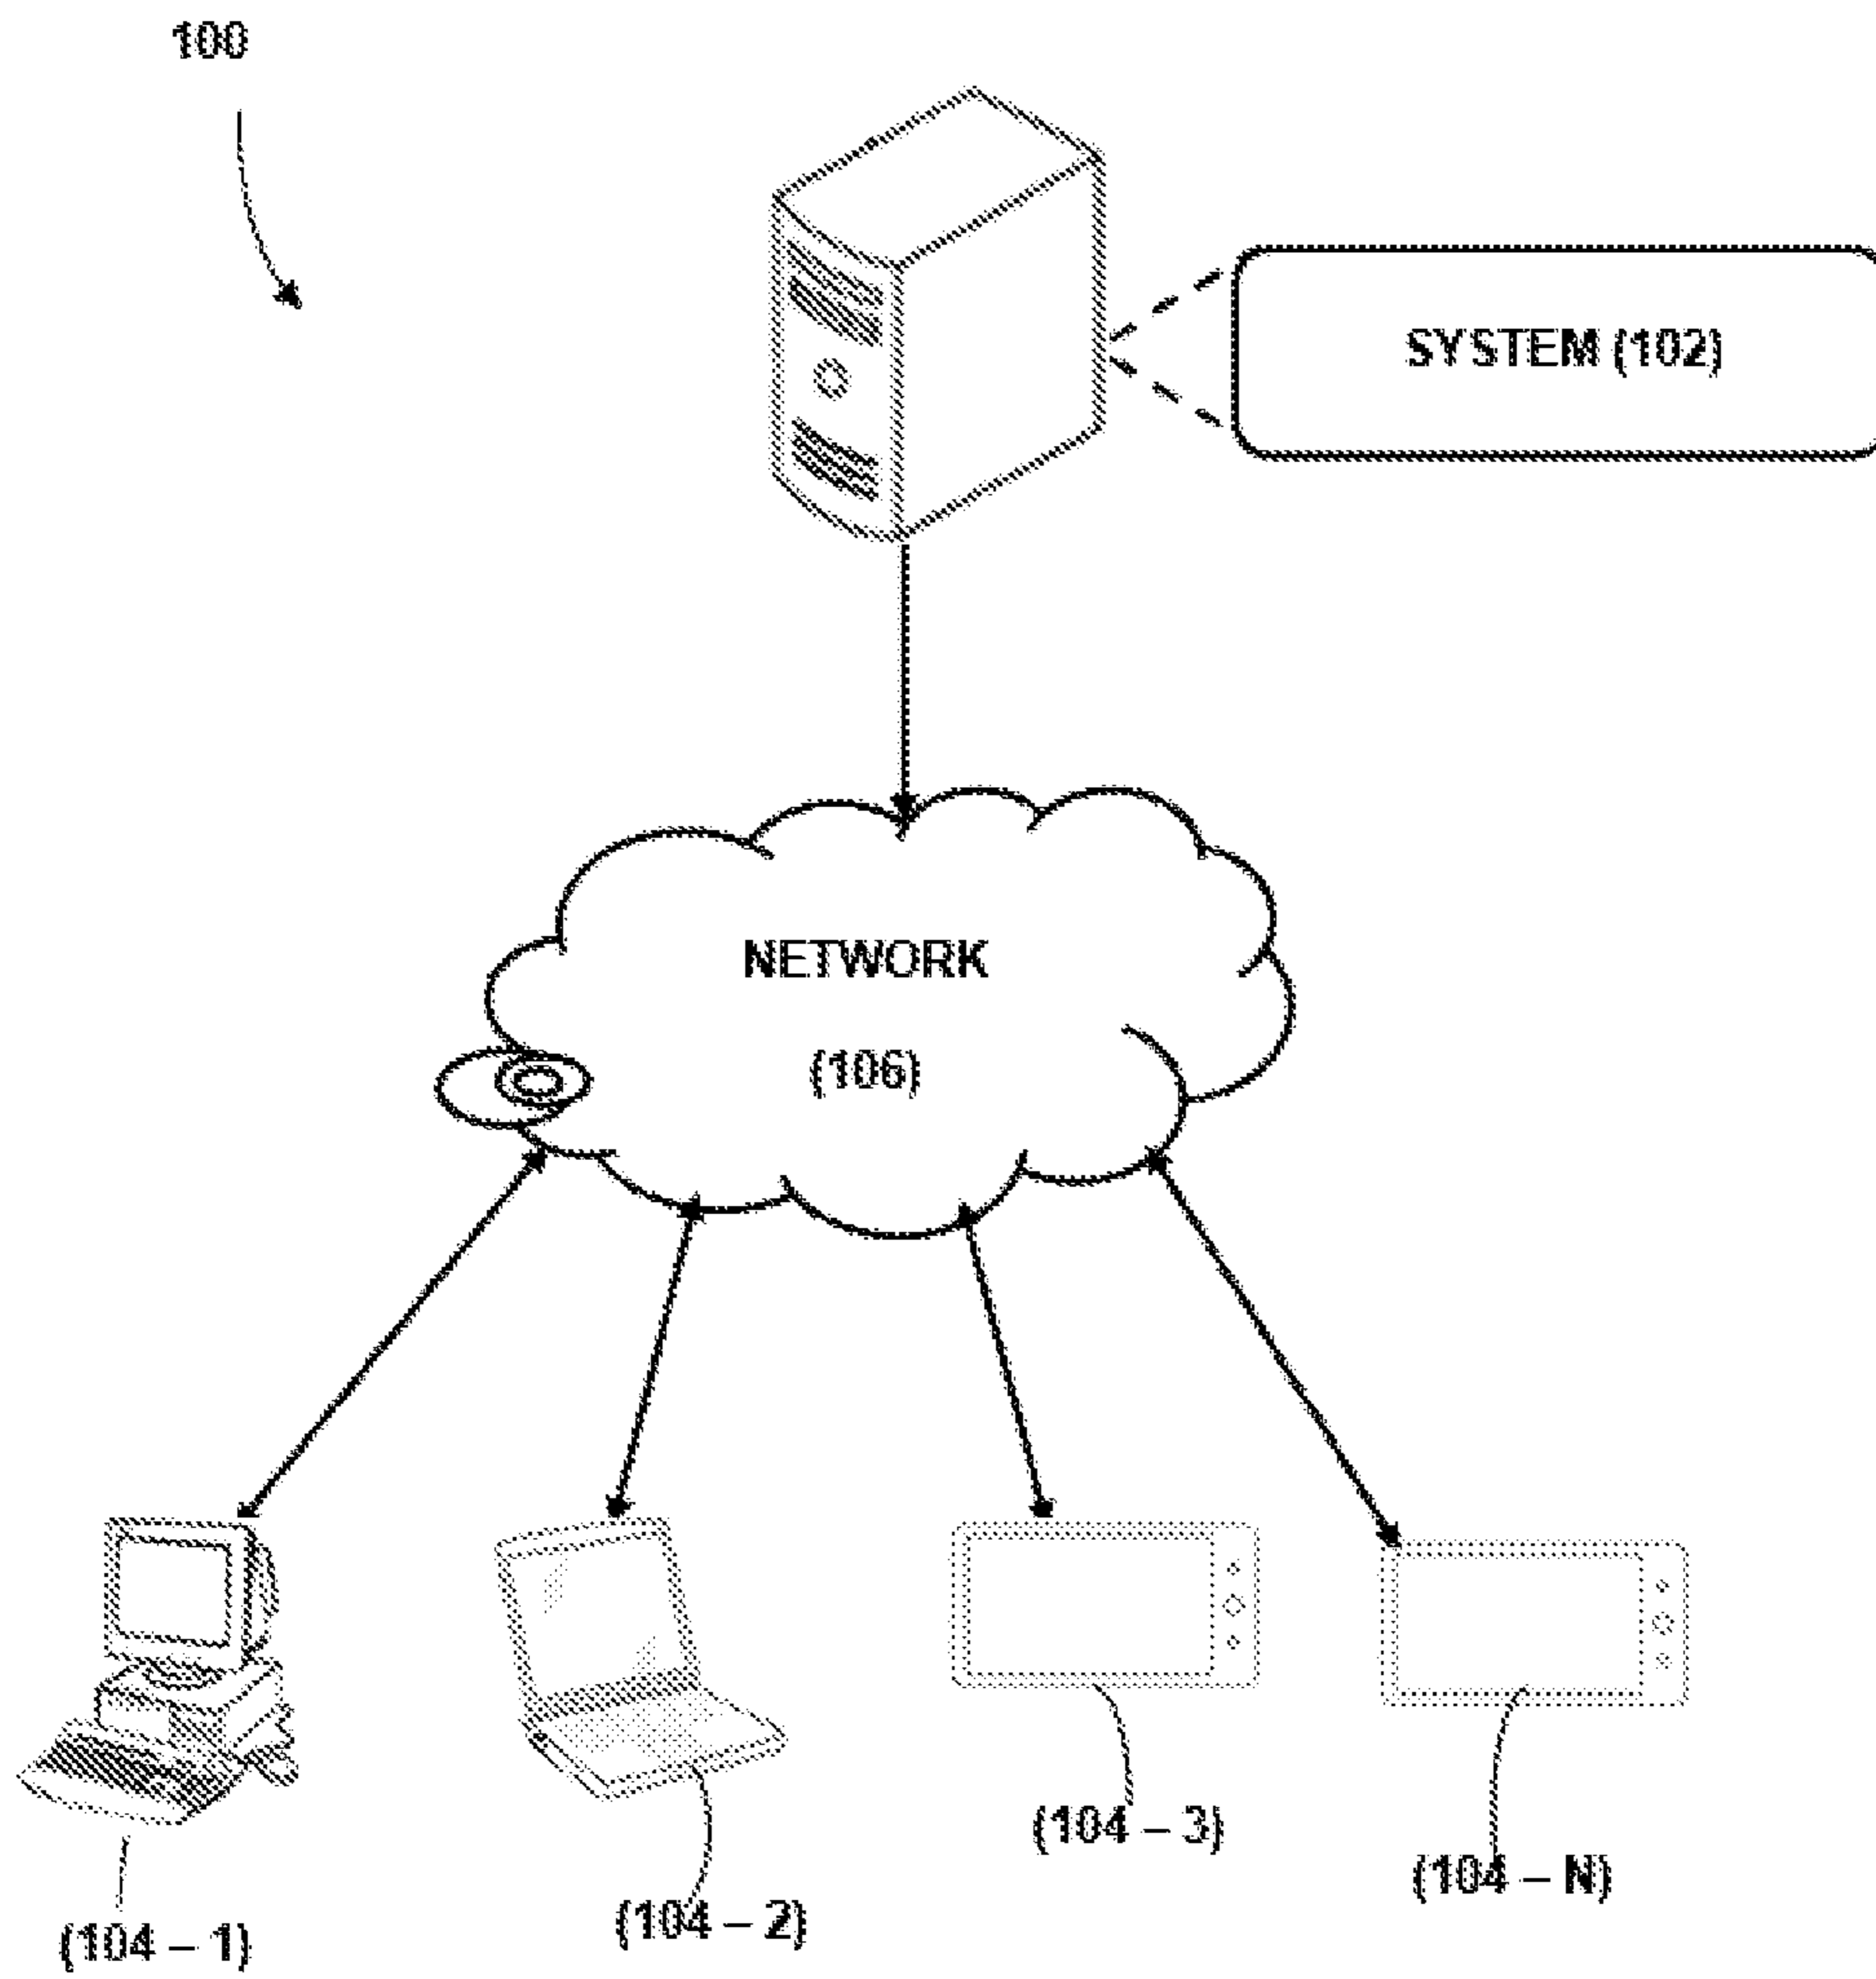 100
SYSTEM (102)
NETWORK
(106)
(104 – 1)
(104 – 2)
(104 – 3)
(104 – N)